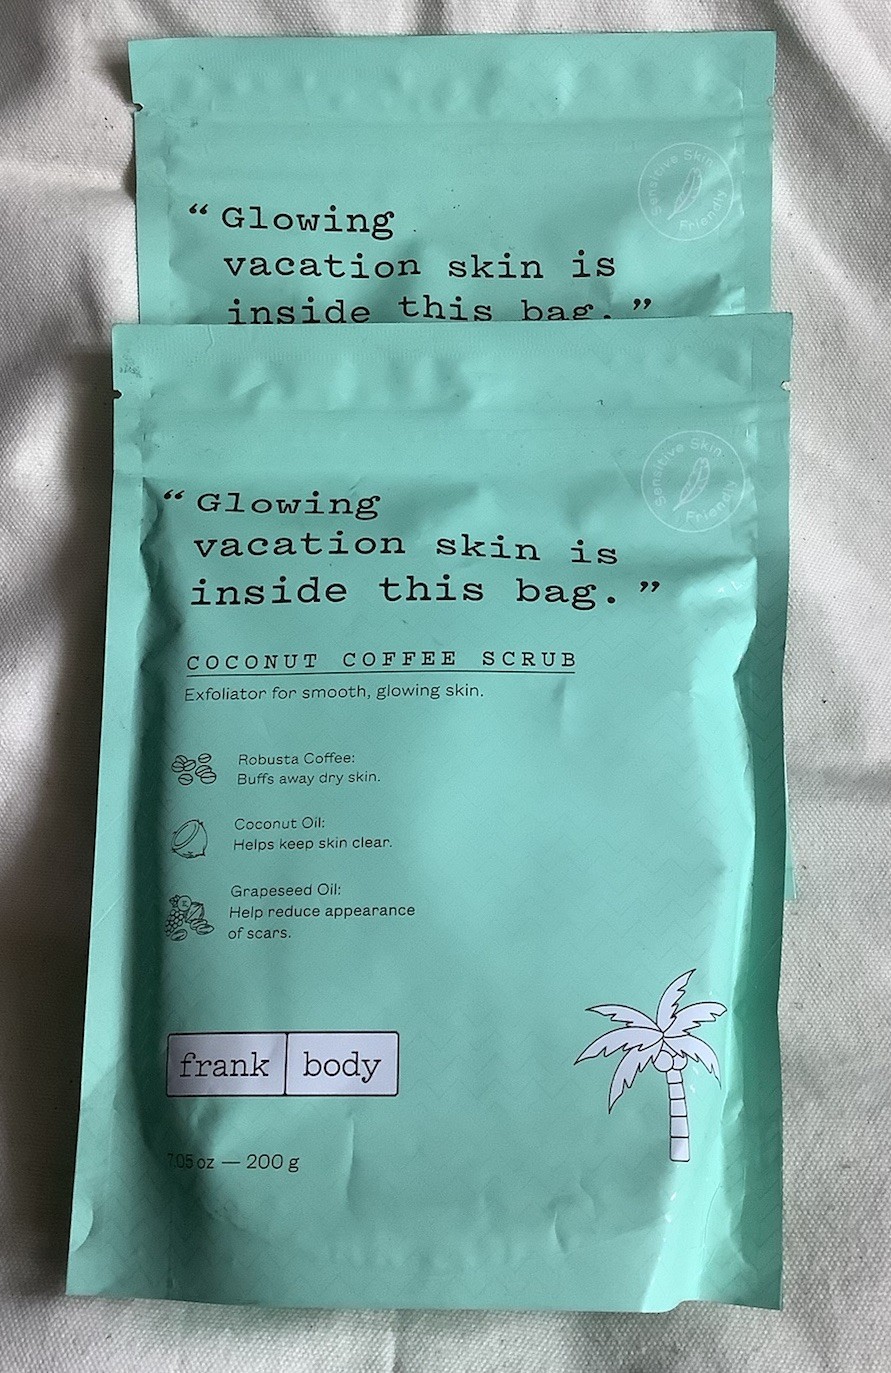 Sensitive Skin Friendly
“Glowing
vacation skin is
inside this bag.”
Sensitive Skin Friendly
“Glowing
vacation skin is
inside this bag.”
COCONUT COFFEE SCRUB
Exfoliator for smooth, glowing skin.
Robusta Coffee:
Buffs away dry skin.
Coconut Oil:
Helps keep skin clear.
Grapeseed Oil:
Help reduce appearance
of scars.
frank body
7.05 oz — 200 g